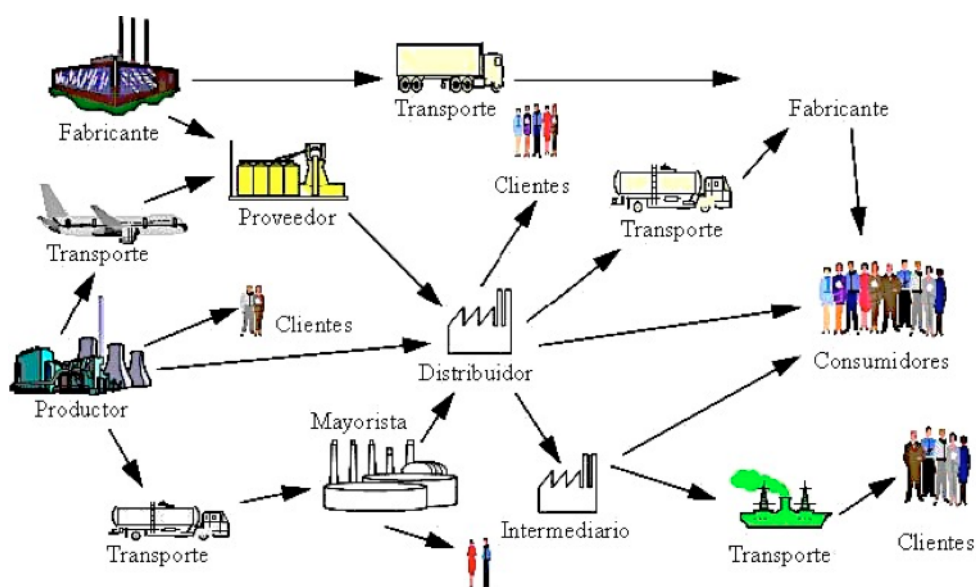 Transporte
Fabricante
Fabricante
Clientes
Proveedor
Transporte
Transporte
Clientes
Distribuidor
Consumidores
Productor
Mayorista
Intermediario
Transporte
Transporte
Clientes